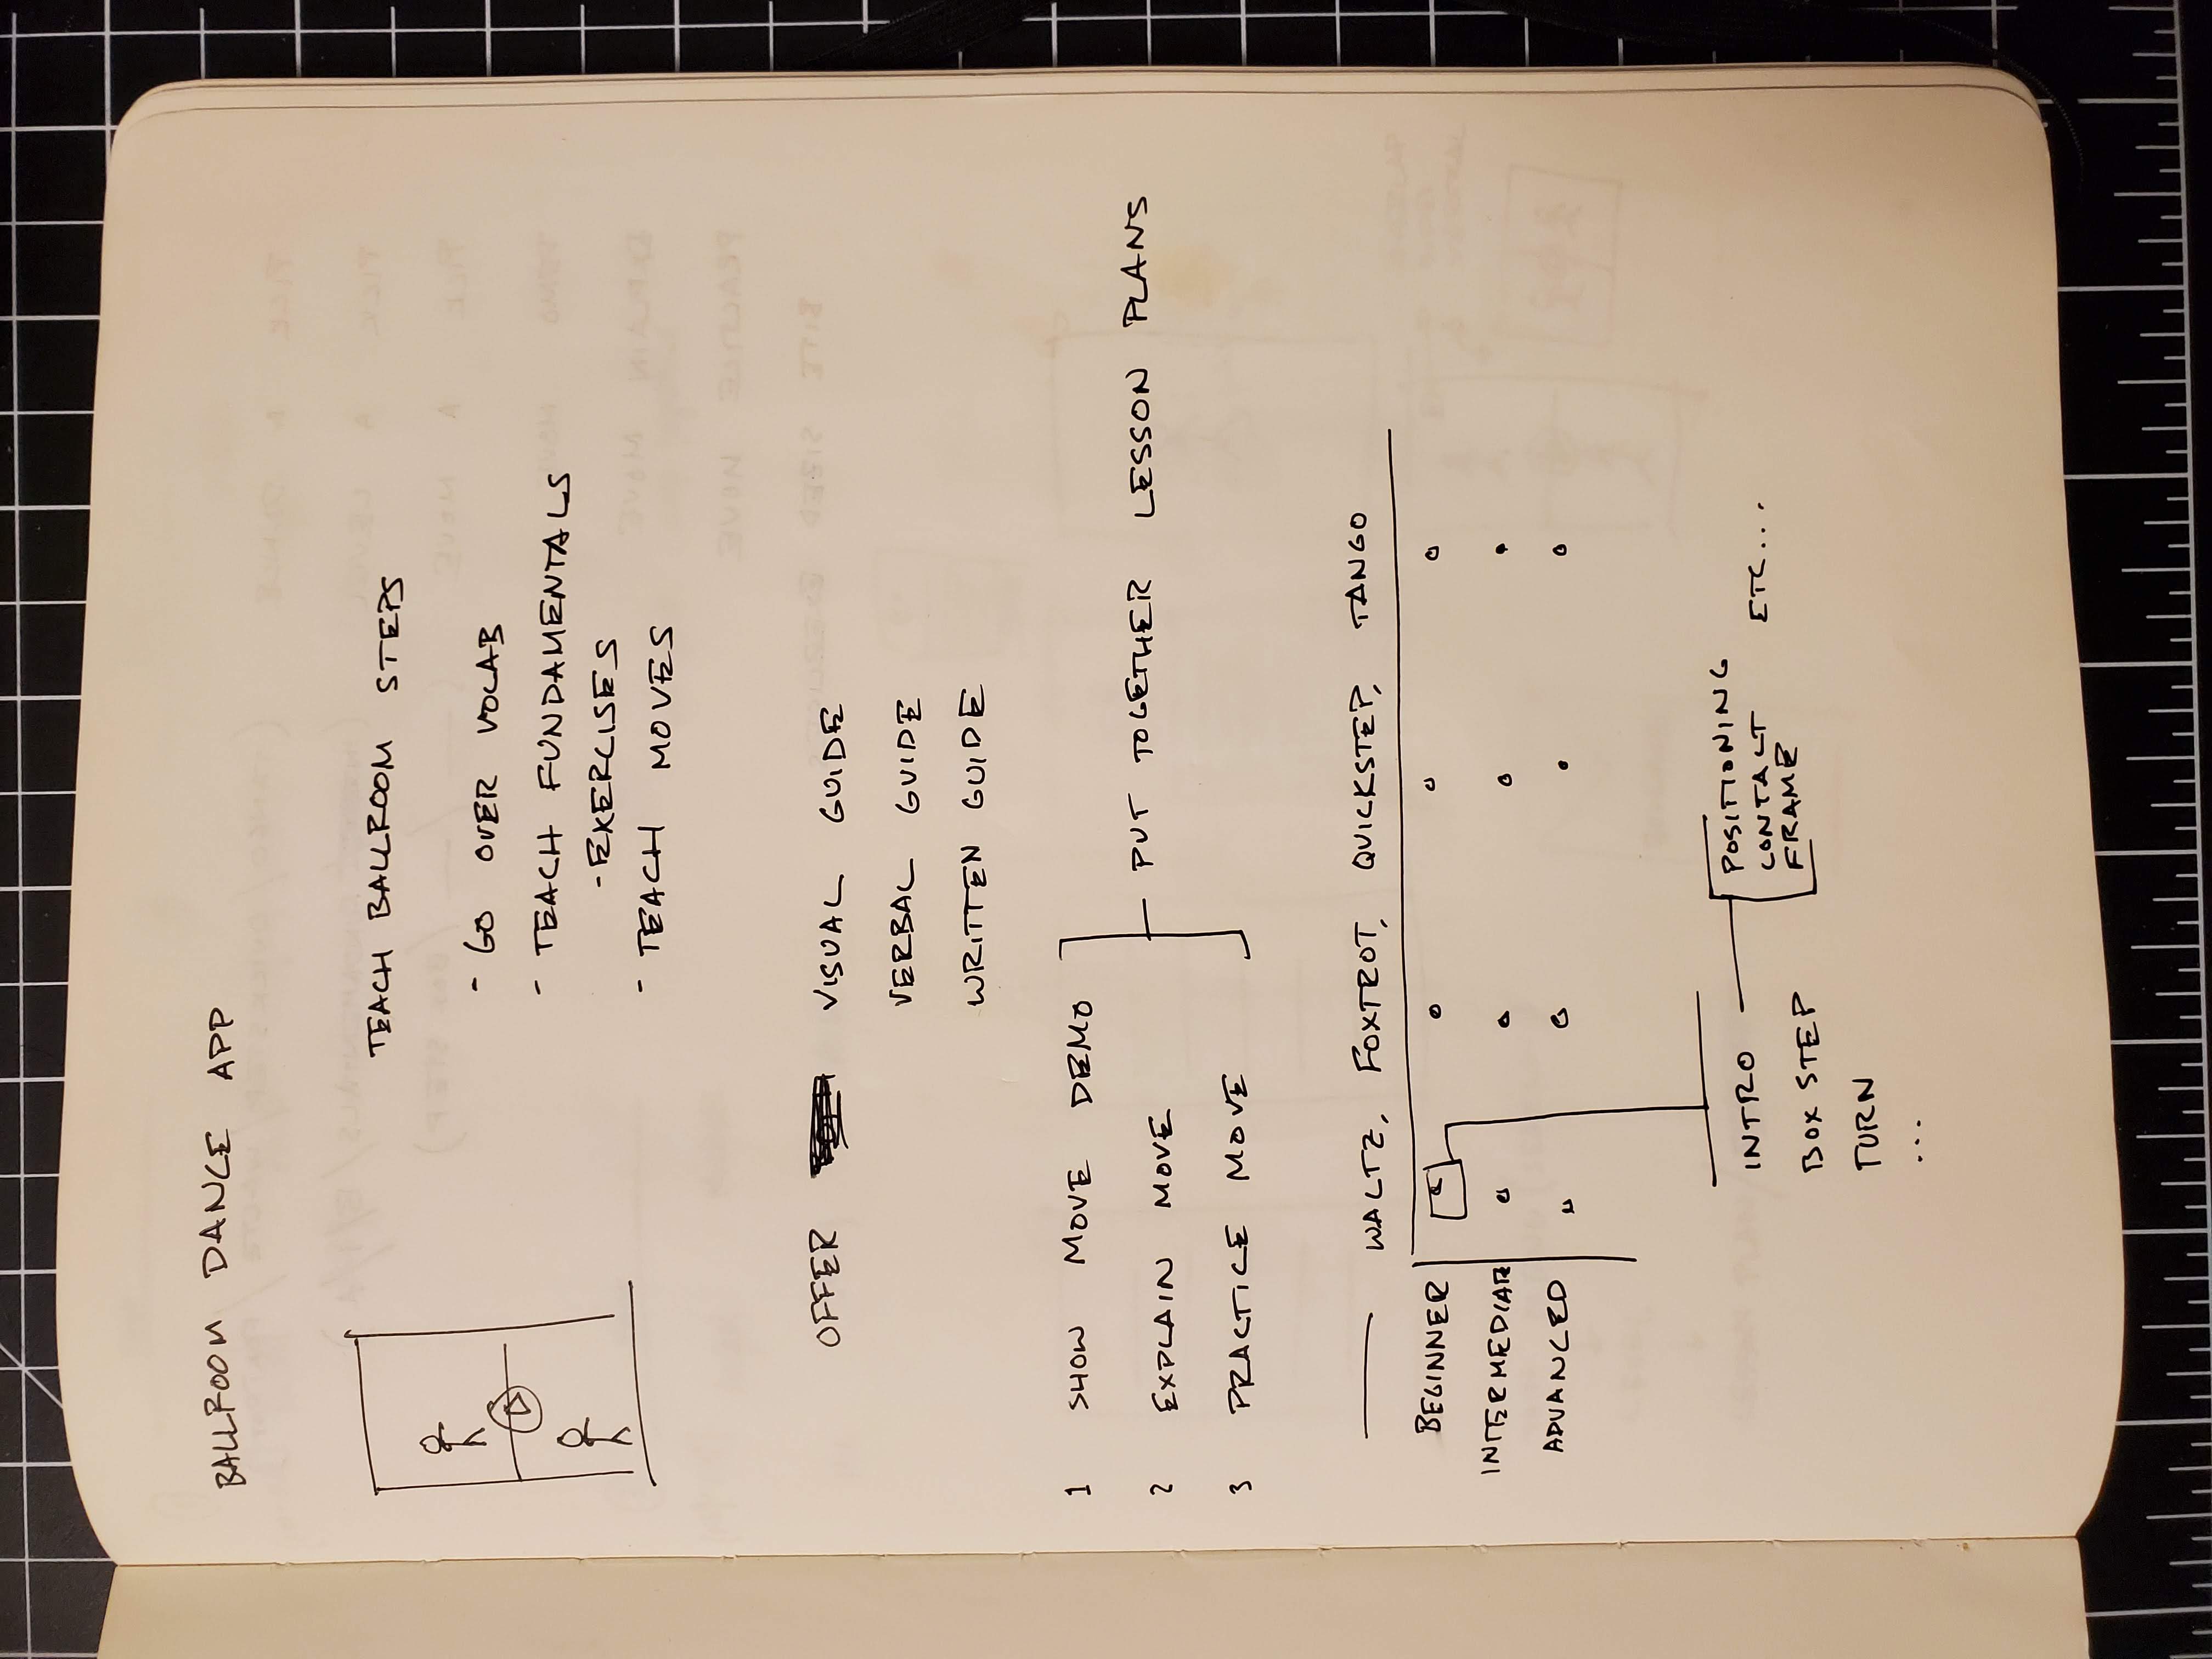 BALLROOM DANCE APP
TEACH BALLROOM STEPS
- GO OVER VOCAB
- TEACH FUNDAMENTALS
- EXERCISES
- TEACH MOVES
OFFER VISUAL GUIDE
VERBAL GUIDE
WRITTEN GUIDE
1 SHOW MOVE DEMO
2 EXPLAIN MOVE
3 PRACTICE MOVE
PUT TOGETHER LESSON PLANS
WALTZ, FOXTROT, QUICKSTEP, TANGO
BEGINNER
INTERMEDIATE
ADVANCED
INTRO
BOX STEP
TURN
...
POSITIONING
CONTACT ETC...
FRAME